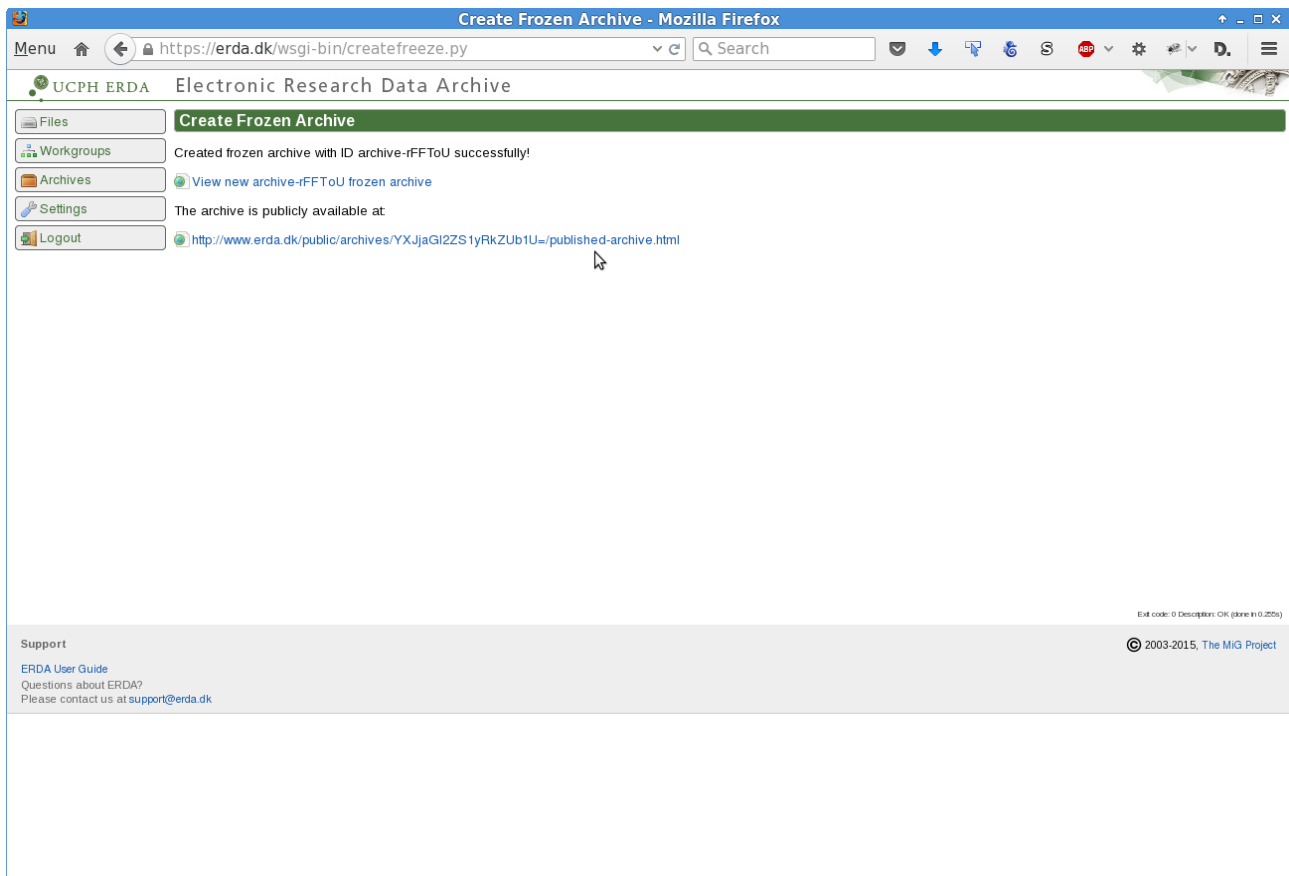 Create Frozen Archive - Mozilla Firefox
Menu https://erda.dk/wsgi-bin/createfreeze.py Search S ABP D.
UCPH ERDA Electronic Research Data Archive
Files
Workgroups
Archives
Settings
Logout
Create Frozen Archive
Created frozen archive with ID archive-rFFToU successfully!
View new archive-rFFToU frozen archive
The archive is publicly available at:
http://www.erda.dk/public/archives/YXJjaGl2ZS1yRkZUb1U=/published-archive.html
Exit code: 0 Description: OK (done in 0.255s)
Support
ERDA User Guide
Questions about ERDA?
Please contact us at support@erda.dk
© 2003-2015, The MiG Project